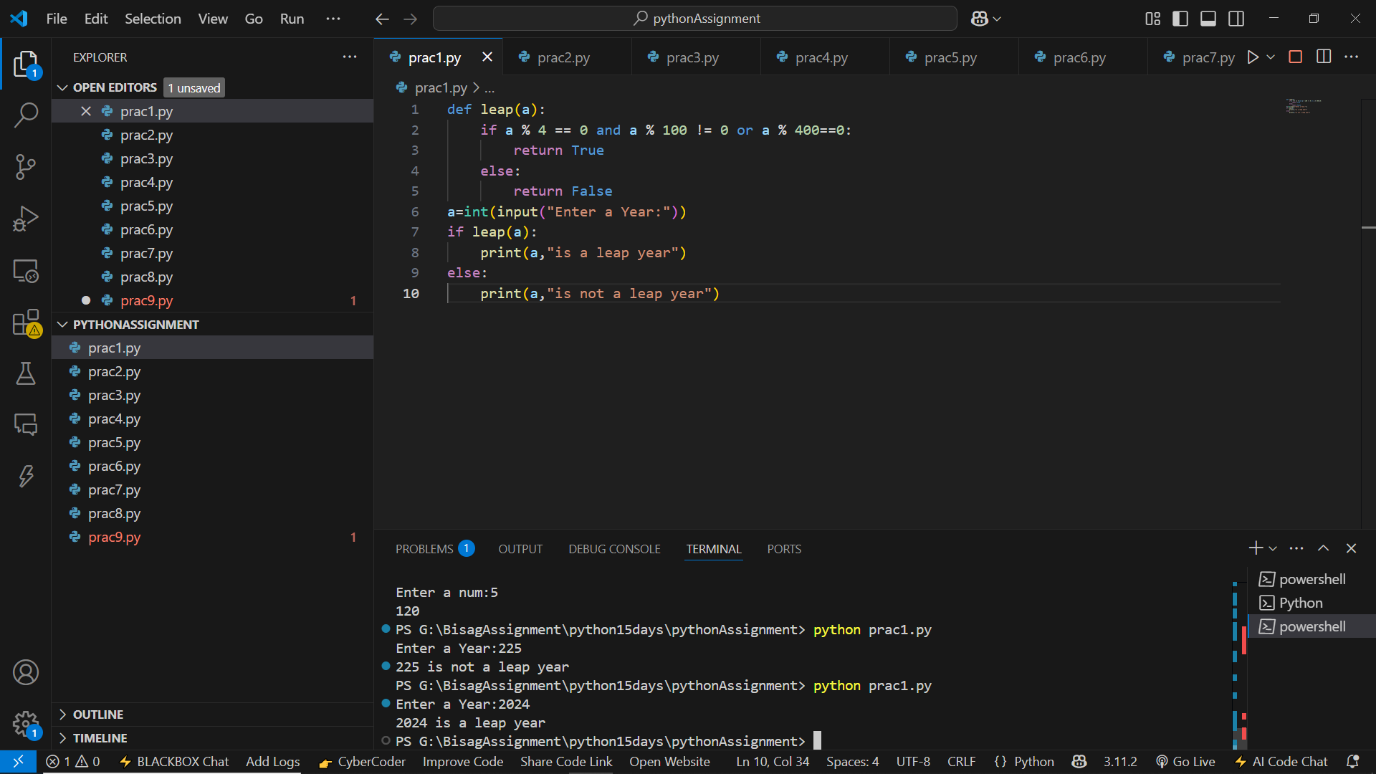 File Edit Selection View Go Run ··· pythonAssignment
EXPLORER ···
OPEN EDITORS 1 unsaved
prac1.py
prac2.py
prac3.py
prac4.py
prac5.py
prac6.py
prac7.py
prac8.py
prac9.py 1
PYTHONASSIGNMENT
prac1.py
prac2.py
prac3.py
prac4.py
prac5.py
prac6.py
prac7.py
prac8.py
prac9.py 1
OUTLINE
TIMELINE
1
1
prac1.py prac2.py prac3.py prac4.py prac5.py prac6.py prac7.py
prac1.py > ...
1 def leap(a):
2     if a % 4 == 0 and a % 100 != 0 or a % 400==0:
3         return True
4     else:
5         return False
6 a=int(input("Enter a Year:"))
7 if leap(a):
8     print(a,"is a leap year")
9 else:
10     print(a,"is not a leap year")
PROBLEMS 1 OUTPUT DEBUG CONSOLE TERMINAL PORTS
Enter a num:5
120
PS G:\BisagAssignment\python15days\pythonAssignment> python prac1.py
Enter a Year:225
225 is not a leap year
PS G:\BisagAssignment\python15days\pythonAssignment> python prac1.py
Enter a Year:2024
2024 is a leap year
PS G:\BisagAssignment\python15days\pythonAssignment>
powershell
Python
powershell
1 0 BLACKBOX Chat Add Logs CyberCoder Improve Code Share Code Link Open Website Ln 10, Col 34 Spaces: 4 UTF-8 CRLF {} Python 3.11.2 Go Live AI Code Chat